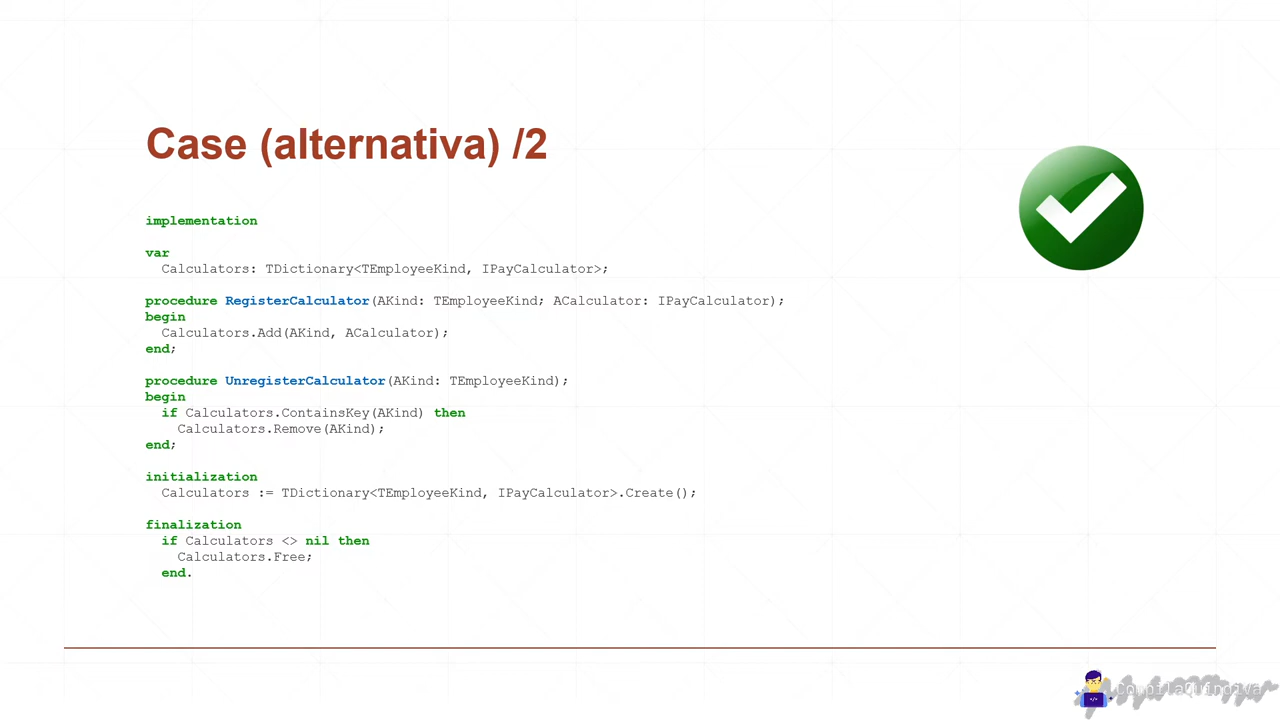 Case (alternativa) /2
implementation
var
Calculators: TDictionary<TEmployeeKind, IPayCalculator>;
procedure RegisterCalculator(AKind: TEmployeeKind; ACalculator: IPayCalculator);
begin
Calculators.Add(AKind, ACalculator);
end;
procedure UnregisterCalculator(AKind: TEmployeeKind);
begin
if Calculators.ContainsKey(AKind) then
Calculators.Remove(AKind);
end;
initialization
Calculators := TDictionary<TEmployeeKind, IPayCalculator>.Create();
finalization
if Calculators <> nil then
Calculators.Free;
end.